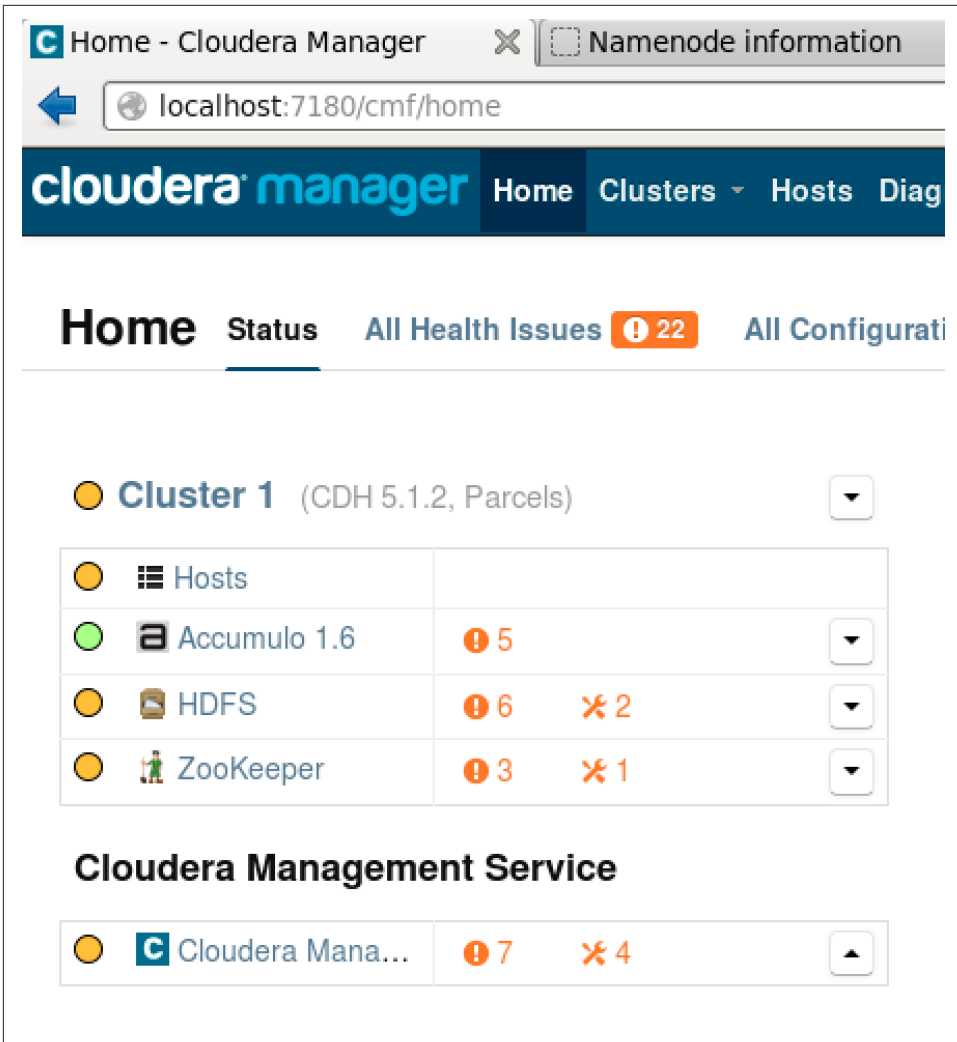 C Home - Cloudera Manager Namenode information
localhost:7180/cmf/home
cloudera manager Home Clusters Hosts Diag
Home Status All Health Issues 22 All Configurati
Cluster 1 (CDH 5.1.2, Parcels)
Hosts
a Accumulo 1.6 5
HDFS 6 2
ZooKeeper 3 1
Cloudera Management Service
C Cloudera Mana... 7 4